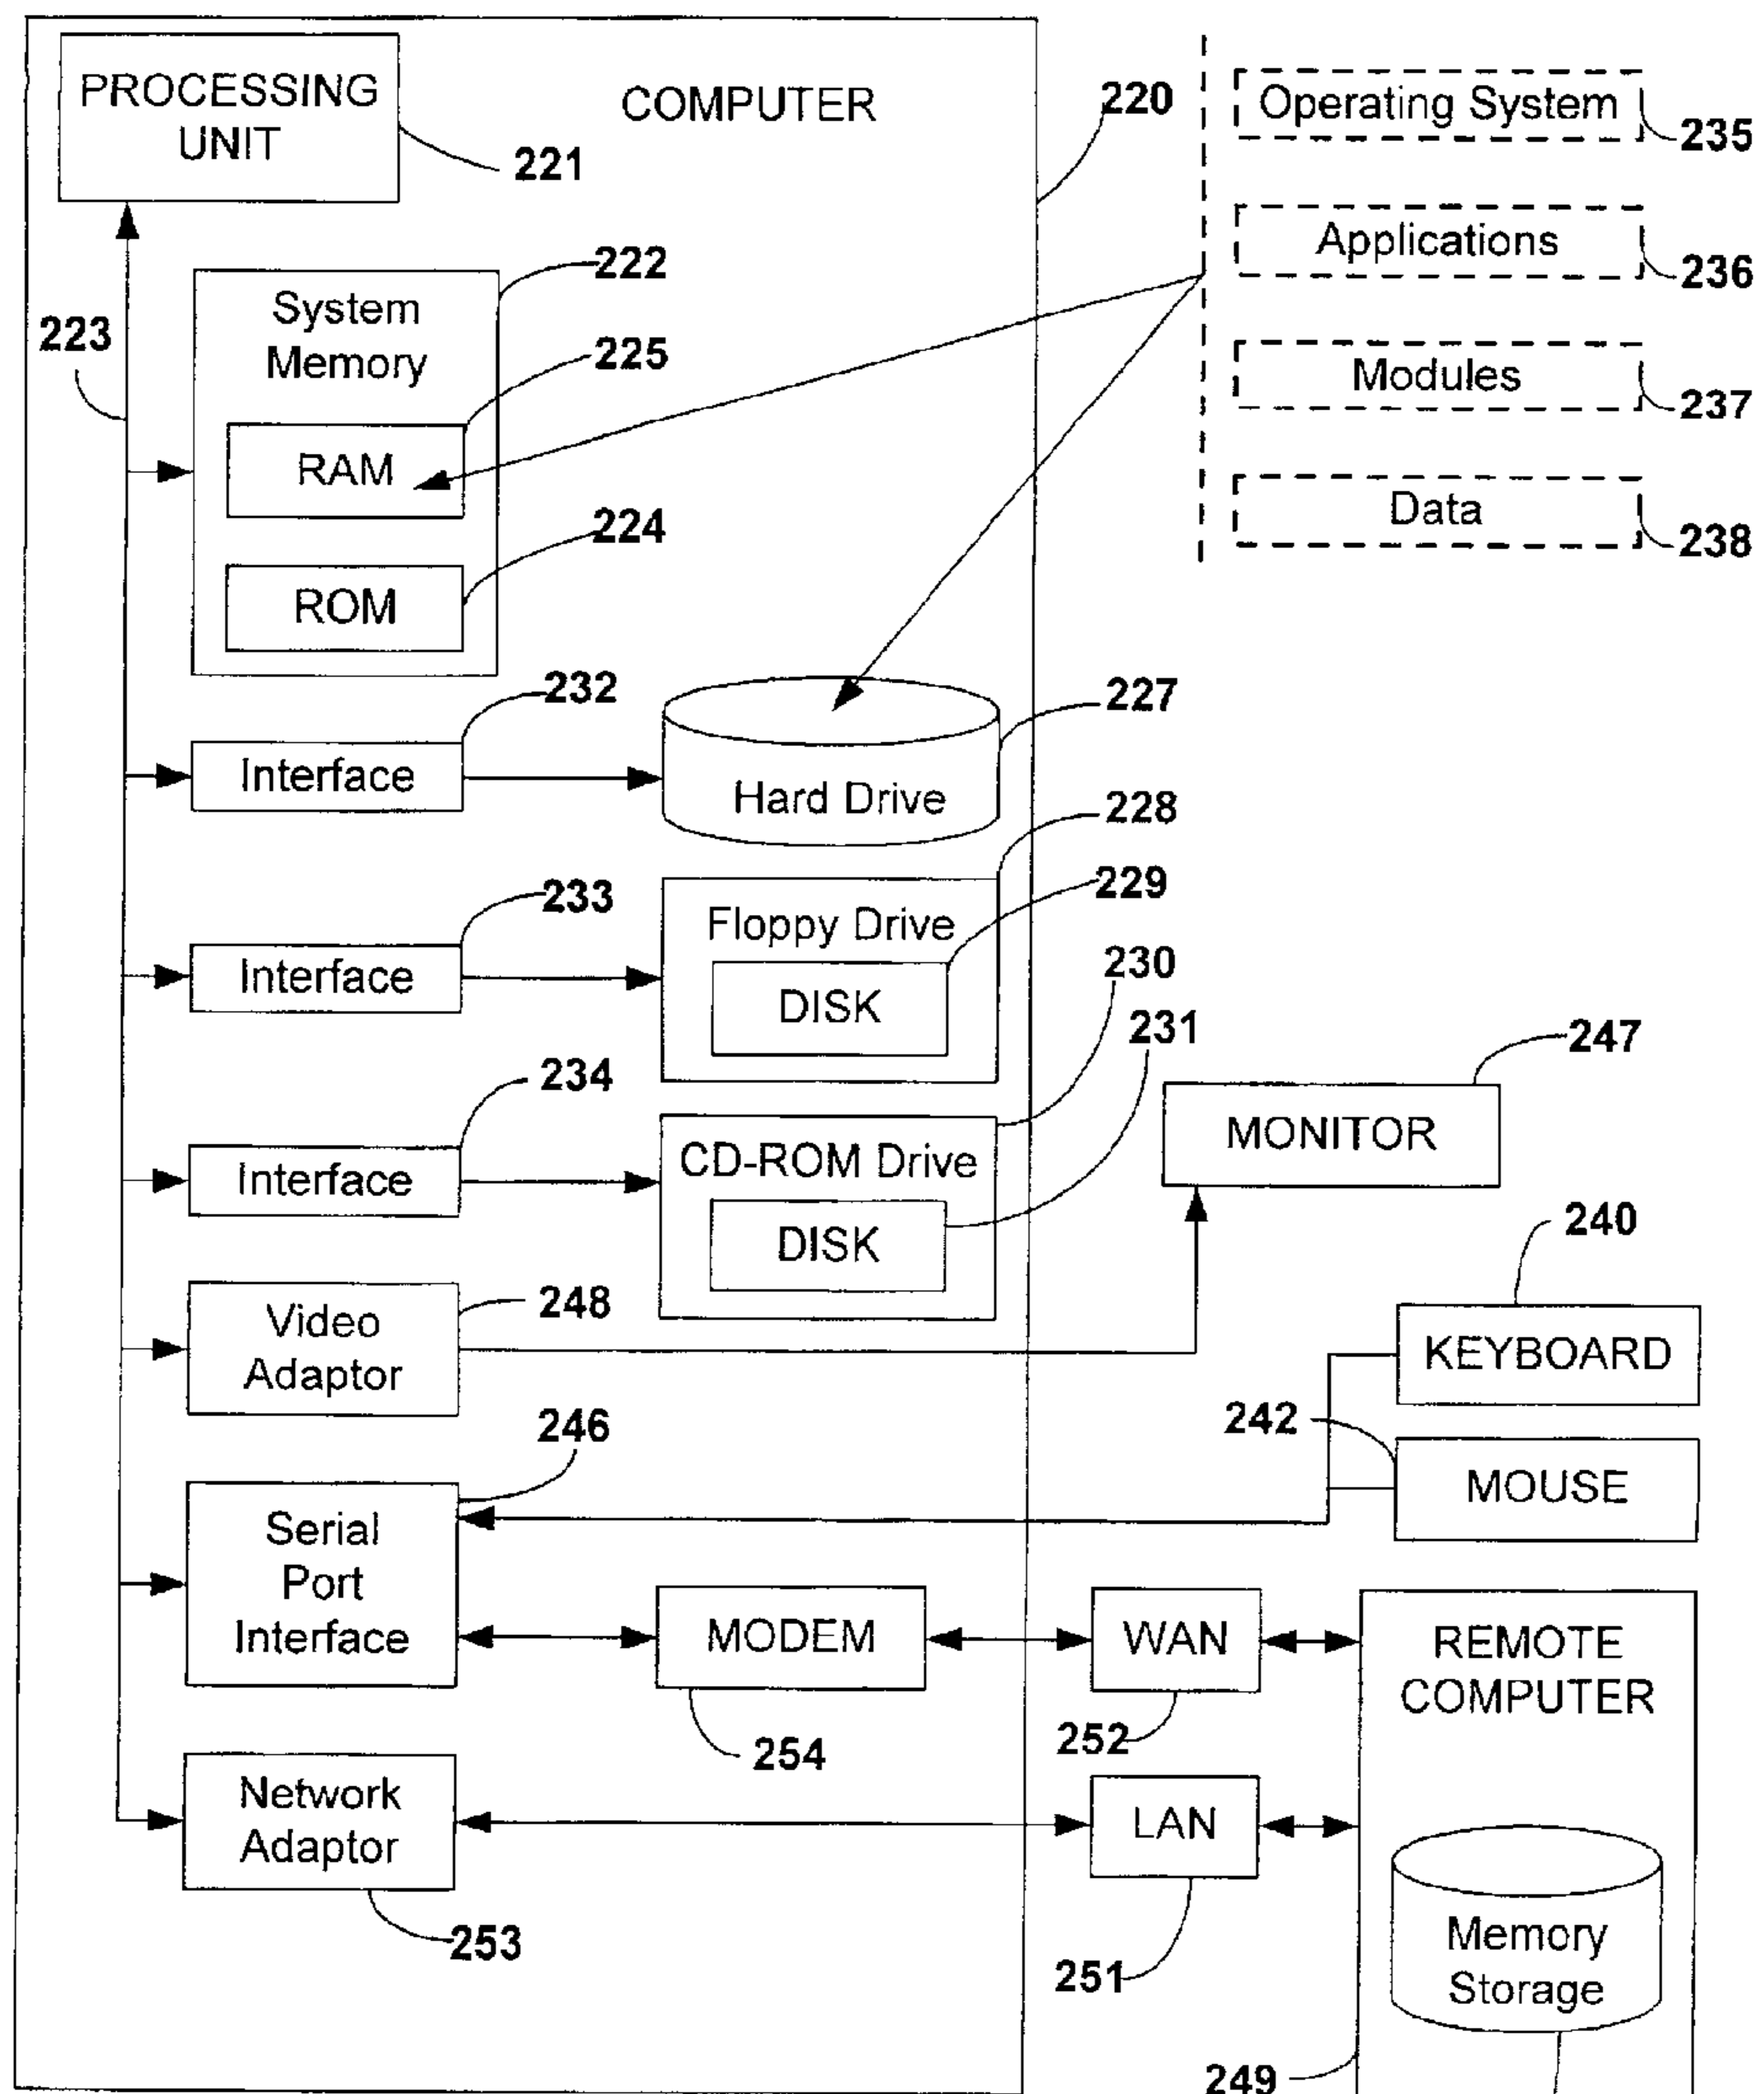 PROCESSING
UNIT
221
COMPUTER
220
Operating System
235
Applications
236
Modules
237
Data
238
223
222
System
Memory
225
RAM
224
ROM
232
Interface
227
Hard Drive
233
Interface
228
Floppy Drive
229
DISK
234
Interface
230
CD-ROM Drive
231
DISK
247
MONITOR
248
Video
Adaptor
240
KEYBOARD
242
MOUSE
246
Serial
Port
Interface
MODEM
254
WAN
252
REMOTE
COMPUTER
Network
Adaptor
253
LAN
251
Memory
Storage
249